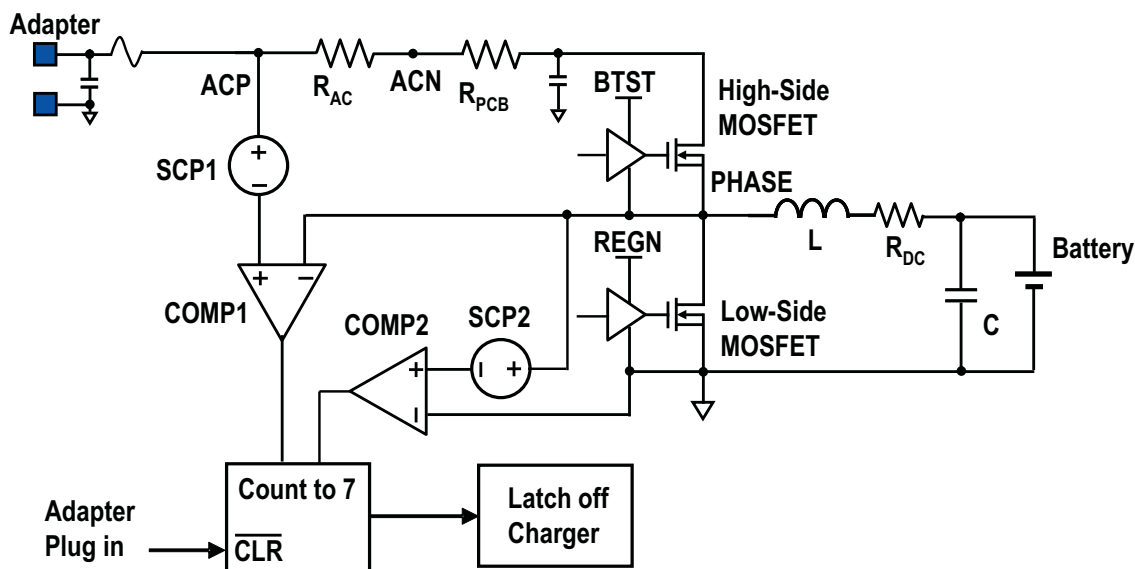 Adapter
ACP
R_AC
ACN
R_PCB
BTST
High-Side
MOSFET
SCP1
+
−
PHASE
REGN
L
R_DC
Battery
+
−
COMP1
COMP2
SCP2
Low-Side
MOSFET
C
+
−
−
+
Count to 7
Latch off
Charger
Adapter
Plug in
C̅L̅R̅